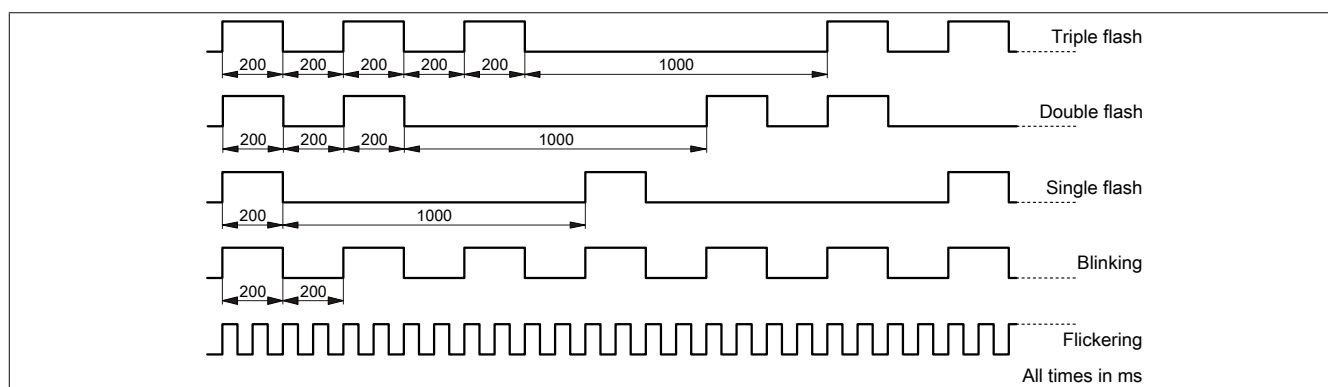 Triple flash
200 200 200 200 200 1000
Double flash
200 200 200 1000
Single flash
200 1000
Blinking
200 200
Flickering
All times in ms